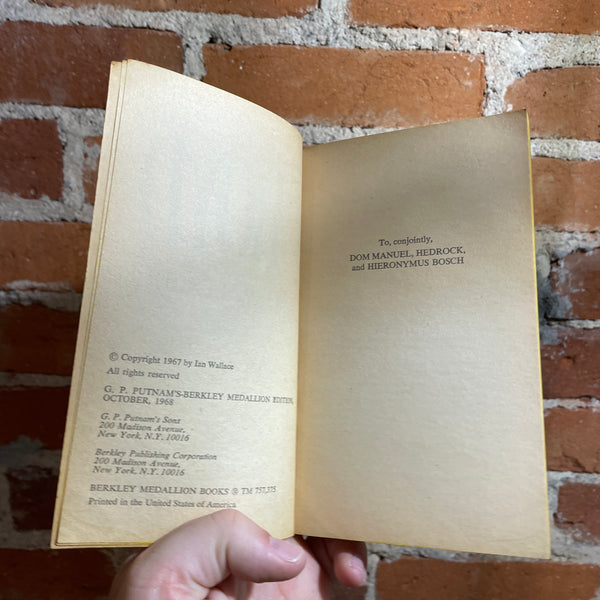 © Copyright 1967 by Ian Wallace
All rights reserved
G. P. PUTNAM'S-BERKLEY MEDALLION EDITION,
OCTOBER, 1968
G. P. Putnam's Sons
200 Madison Avenue,
New York, N.Y. 10016
Berkley Publishing Corporation
200 Madison Avenue,
New York, N.Y. 10016
BERKLEY MEDALLION BOOKS ® TM 757,375
Printed in the United States of America
To, conjointly,
DOM MANUEL, HEDROCK,
and HIERONYMUS BOSCH